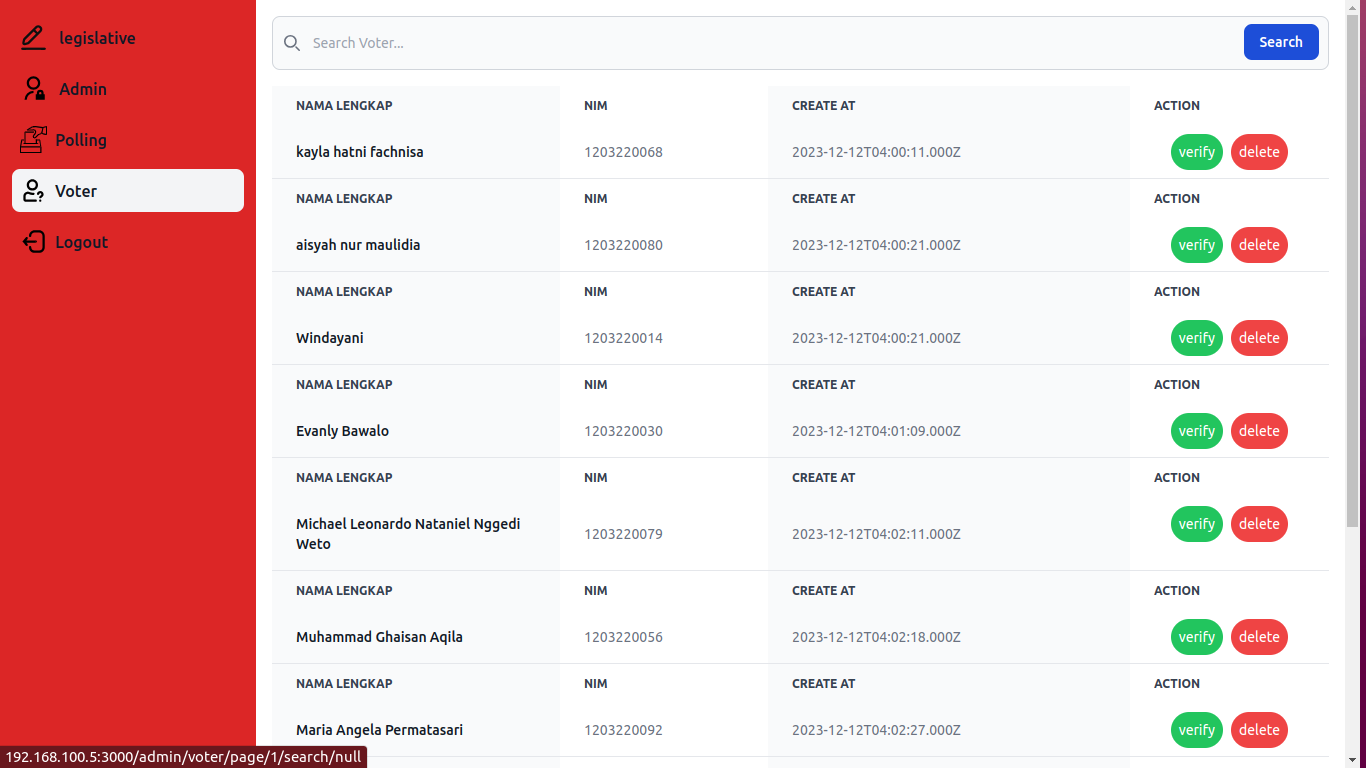 legislative
Admin
Polling
Voter
Logout
Search Voter...
Search
NAMA LENGKAP NIM CREATE AT ACTION
kayla hatni fachnisa 1203220068 2023-12-12T04:00:11.000Z verify delete
NAMA LENGKAP NIM CREATE AT ACTION
aisyah nur maulidia 1203220080 2023-12-12T04:00:21.000Z verify delete
NAMA LENGKAP NIM CREATE AT ACTION
Windayani 1203220014 2023-12-12T04:00:21.000Z verify delete
NAMA LENGKAP NIM CREATE AT ACTION
Evanly Bawalo 1203220030 2023-12-12T04:01:09.000Z verify delete
NAMA LENGKAP NIM CREATE AT ACTION
Michael Leonardo Nataniel Nggedi
Weto 1203220079 2023-12-12T04:02:11.000Z verify delete
NAMA LENGKAP NIM CREATE AT ACTION
Muhammad Ghaisan Aqila 1203220056 2023-12-12T04:02:18.000Z verify delete
NAMA LENGKAP NIM CREATE AT ACTION
Maria Angela Permatasari 1203220092 2023-12-12T04:02:27.000Z verify delete
192.168.100.5:3000/admin/voter/page/1/search/null